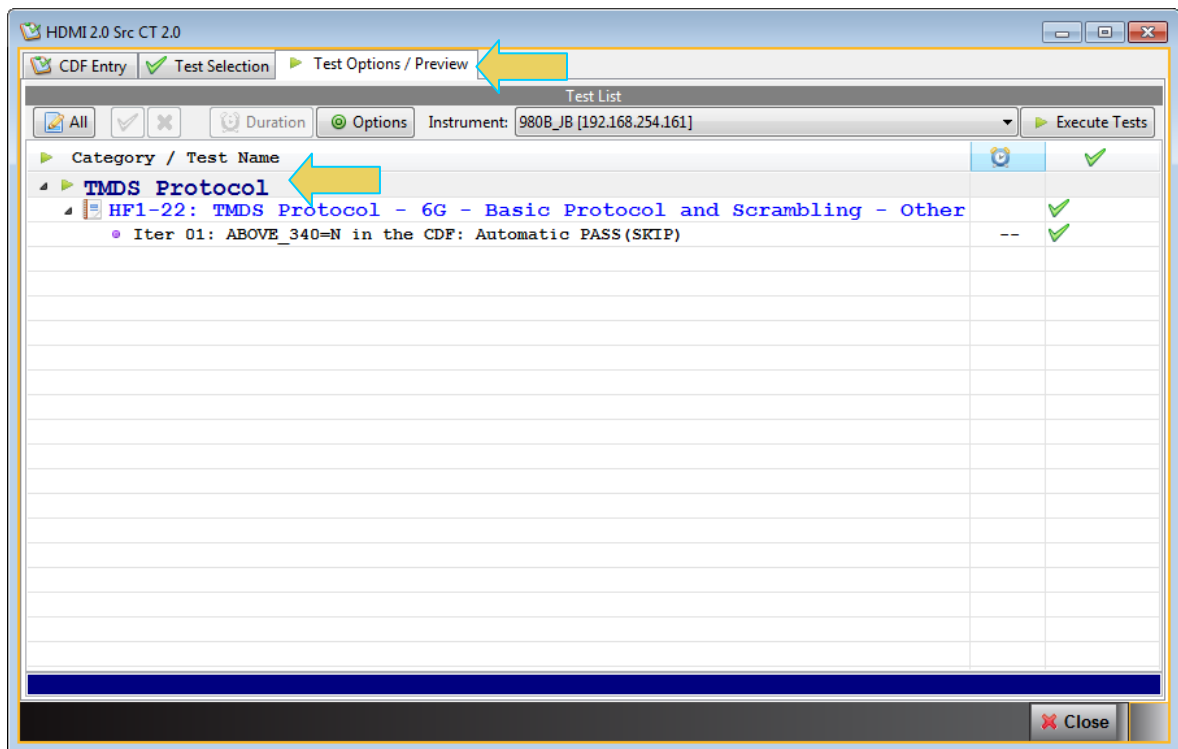 HDMI 2.0 Src CT 2.0
CDF Entry Test Selection Test Options / Preview
Test List
All Duration Options Instrument: 980B_JB [192.168.254.161] Execute Tests
Category / Test Name
TMDS Protocol
HF1-22: TMDS Protocol - 6G - Basic Protocol and Scrambling - Other
Iter 01: ABOVE_340=N in the CDF: Automatic PASS(SKIP) --
Close